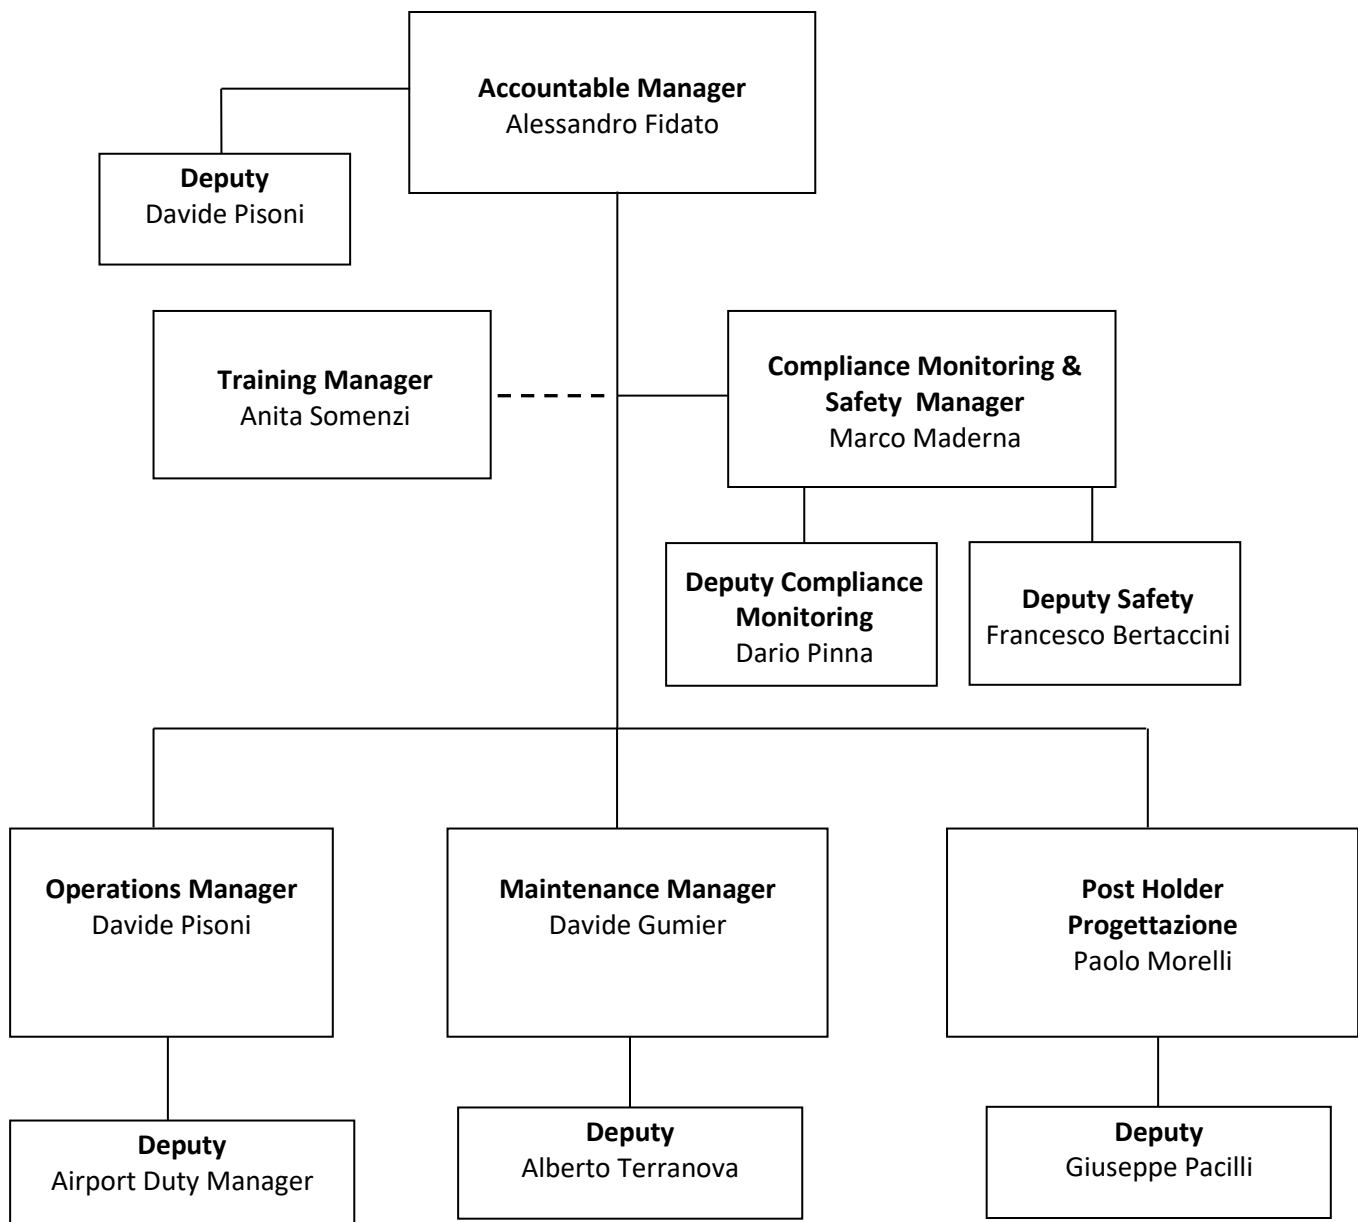 Accountable Manager
Alessandro Fidato
Deputy
Davide Pisoni
Training Manager
Anita Somenzi
Compliance Monitoring &
Safety  Manager
Marco Maderna
Deputy Compliance
Monitoring
Dario Pinna
Deputy Safety
Francesco Bertaccini
Operations Manager
Davide Pisoni
Maintenance Manager
Davide Gumier
Post Holder
Progettazione
Paolo Morelli
Deputy
Airport Duty Manager
Deputy
Alberto Terranova
Deputy
Giuseppe Pacilli